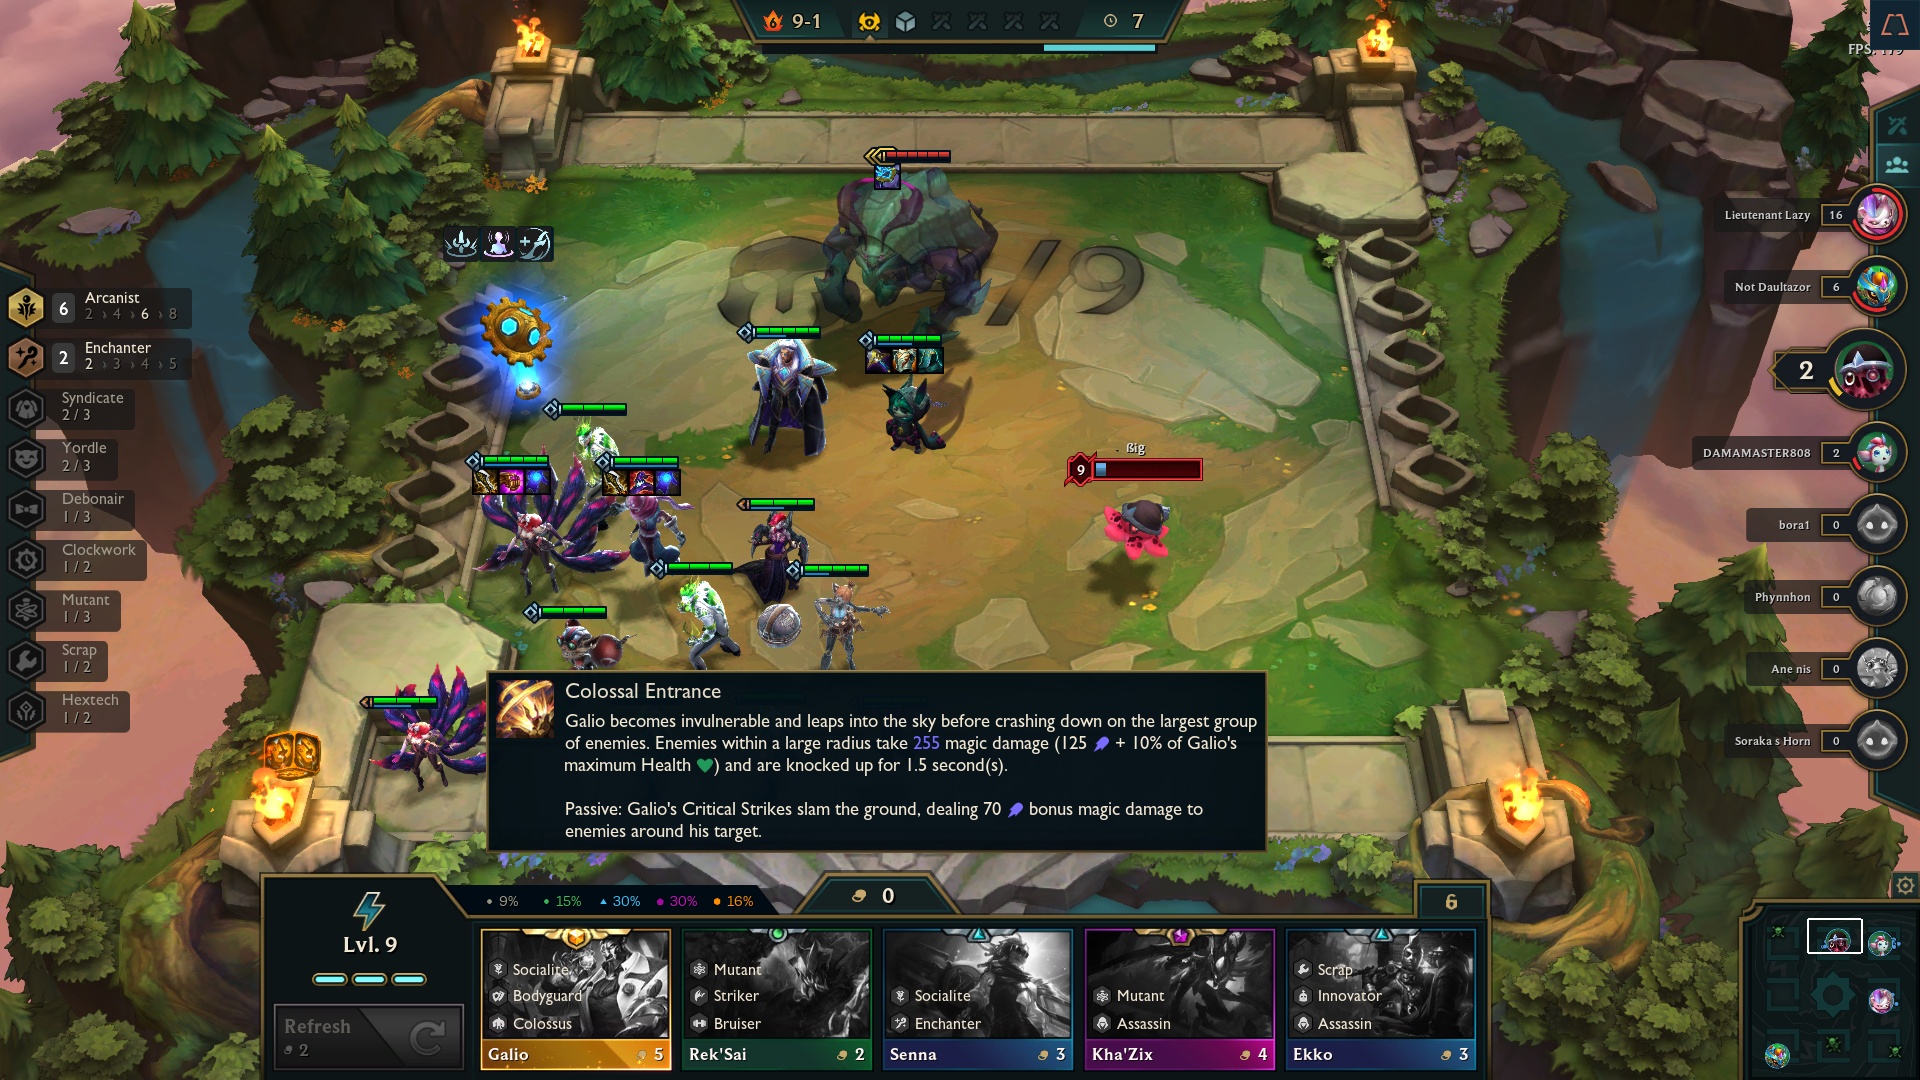 9-1
7
FPS: 179
Lieutenant Lazy
16
Not Daultazor
6
2
DAMAMASTER808
2
bora1
0
Phynnhon
0
Ane nis
0
Soraka s Horn
0
6
Arcanist
2 › 4 › 6 › 8
2
Enchanter
2 › 3 › 4 › 5
Syndicate
2 / 3
Yordle
2 / 3
Debonair
1 / 3
Clockwork
1 / 2
Mutant
1 / 3
Scrap
1 / 2
Hextech
1 / 2
/9
ßig
9
Colossal Entrance
Galio becomes invulnerable and leaps into the sky before crashing down on the largest group
of enemies. Enemies within a large radius take 255 magic damage (125 + 10% of Galio's
maximum Health ) and are knocked up for 1.5 second(s).
Passive: Galio's Critical Strikes slam the ground, dealing 70 bonus magic damage to
enemies around his target.
9%
15%
30%
30%
16%
0
6
Lvl. 9
Refresh
2
Socialite
Bodyguard
Colossus
Galio
5
Mutant
Striker
Bruiser
Rek'Sai
2
Socialite
Enchanter
Senna
3
Mutant
Assassin
Kha'Zix
4
Scrap
Innovator
Assassin
Ekko
3